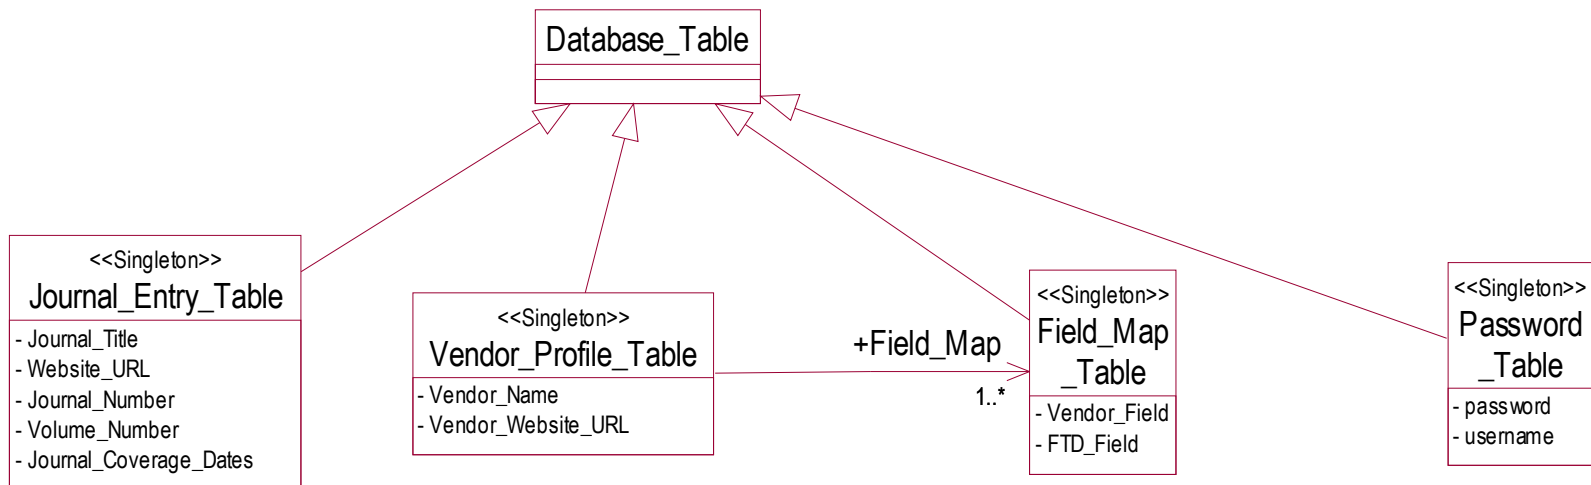 Database_Table
<<Singleton>>
Journal_Entry_Table
- Journal_Title
- Website_URL
- Journal_Number
- Volume_Number
- Journal_Coverage_Dates
<<Singleton>>
Vendor_Profile_Table
- Vendor_Name
- Vendor_Website_URL
+Field_Map
1..*
<<Singleton>>
Field_Map
_Table
- Vendor_Field
- FTD_Field
<<Singleton>>
Password
_Table
- password
- username